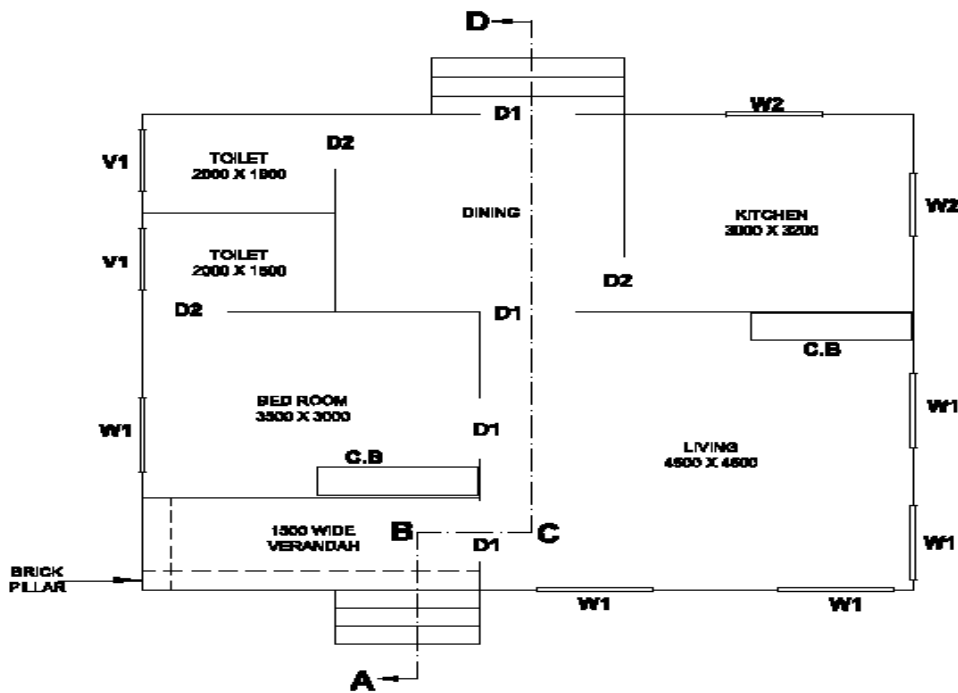 D
D1
W2
V1
D2
TOILET
2000 X
DINING
KITCHEN
3000 X 3200
W2
V1
TOILET
2000 X 1500
D2
D2
D1
C.B
BED ROOM
3500 X 3000
W1
D1
W1
C.B
LIVING
4500 X 4500
1500 WIDE
VERANDAH
B
D1
C
W1
BRICK
PILLAR
W1
W1
A